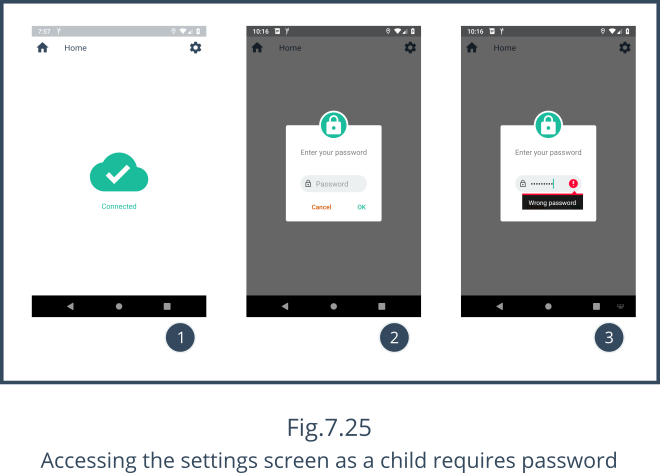 7:57
Home
Connected
1
10:16
Home
Enter your password
Password
Cancel OK
2
10:16
Home
Enter your password
Wrong password
3
Fig.7.25
Accessing the settings screen as a child requires password